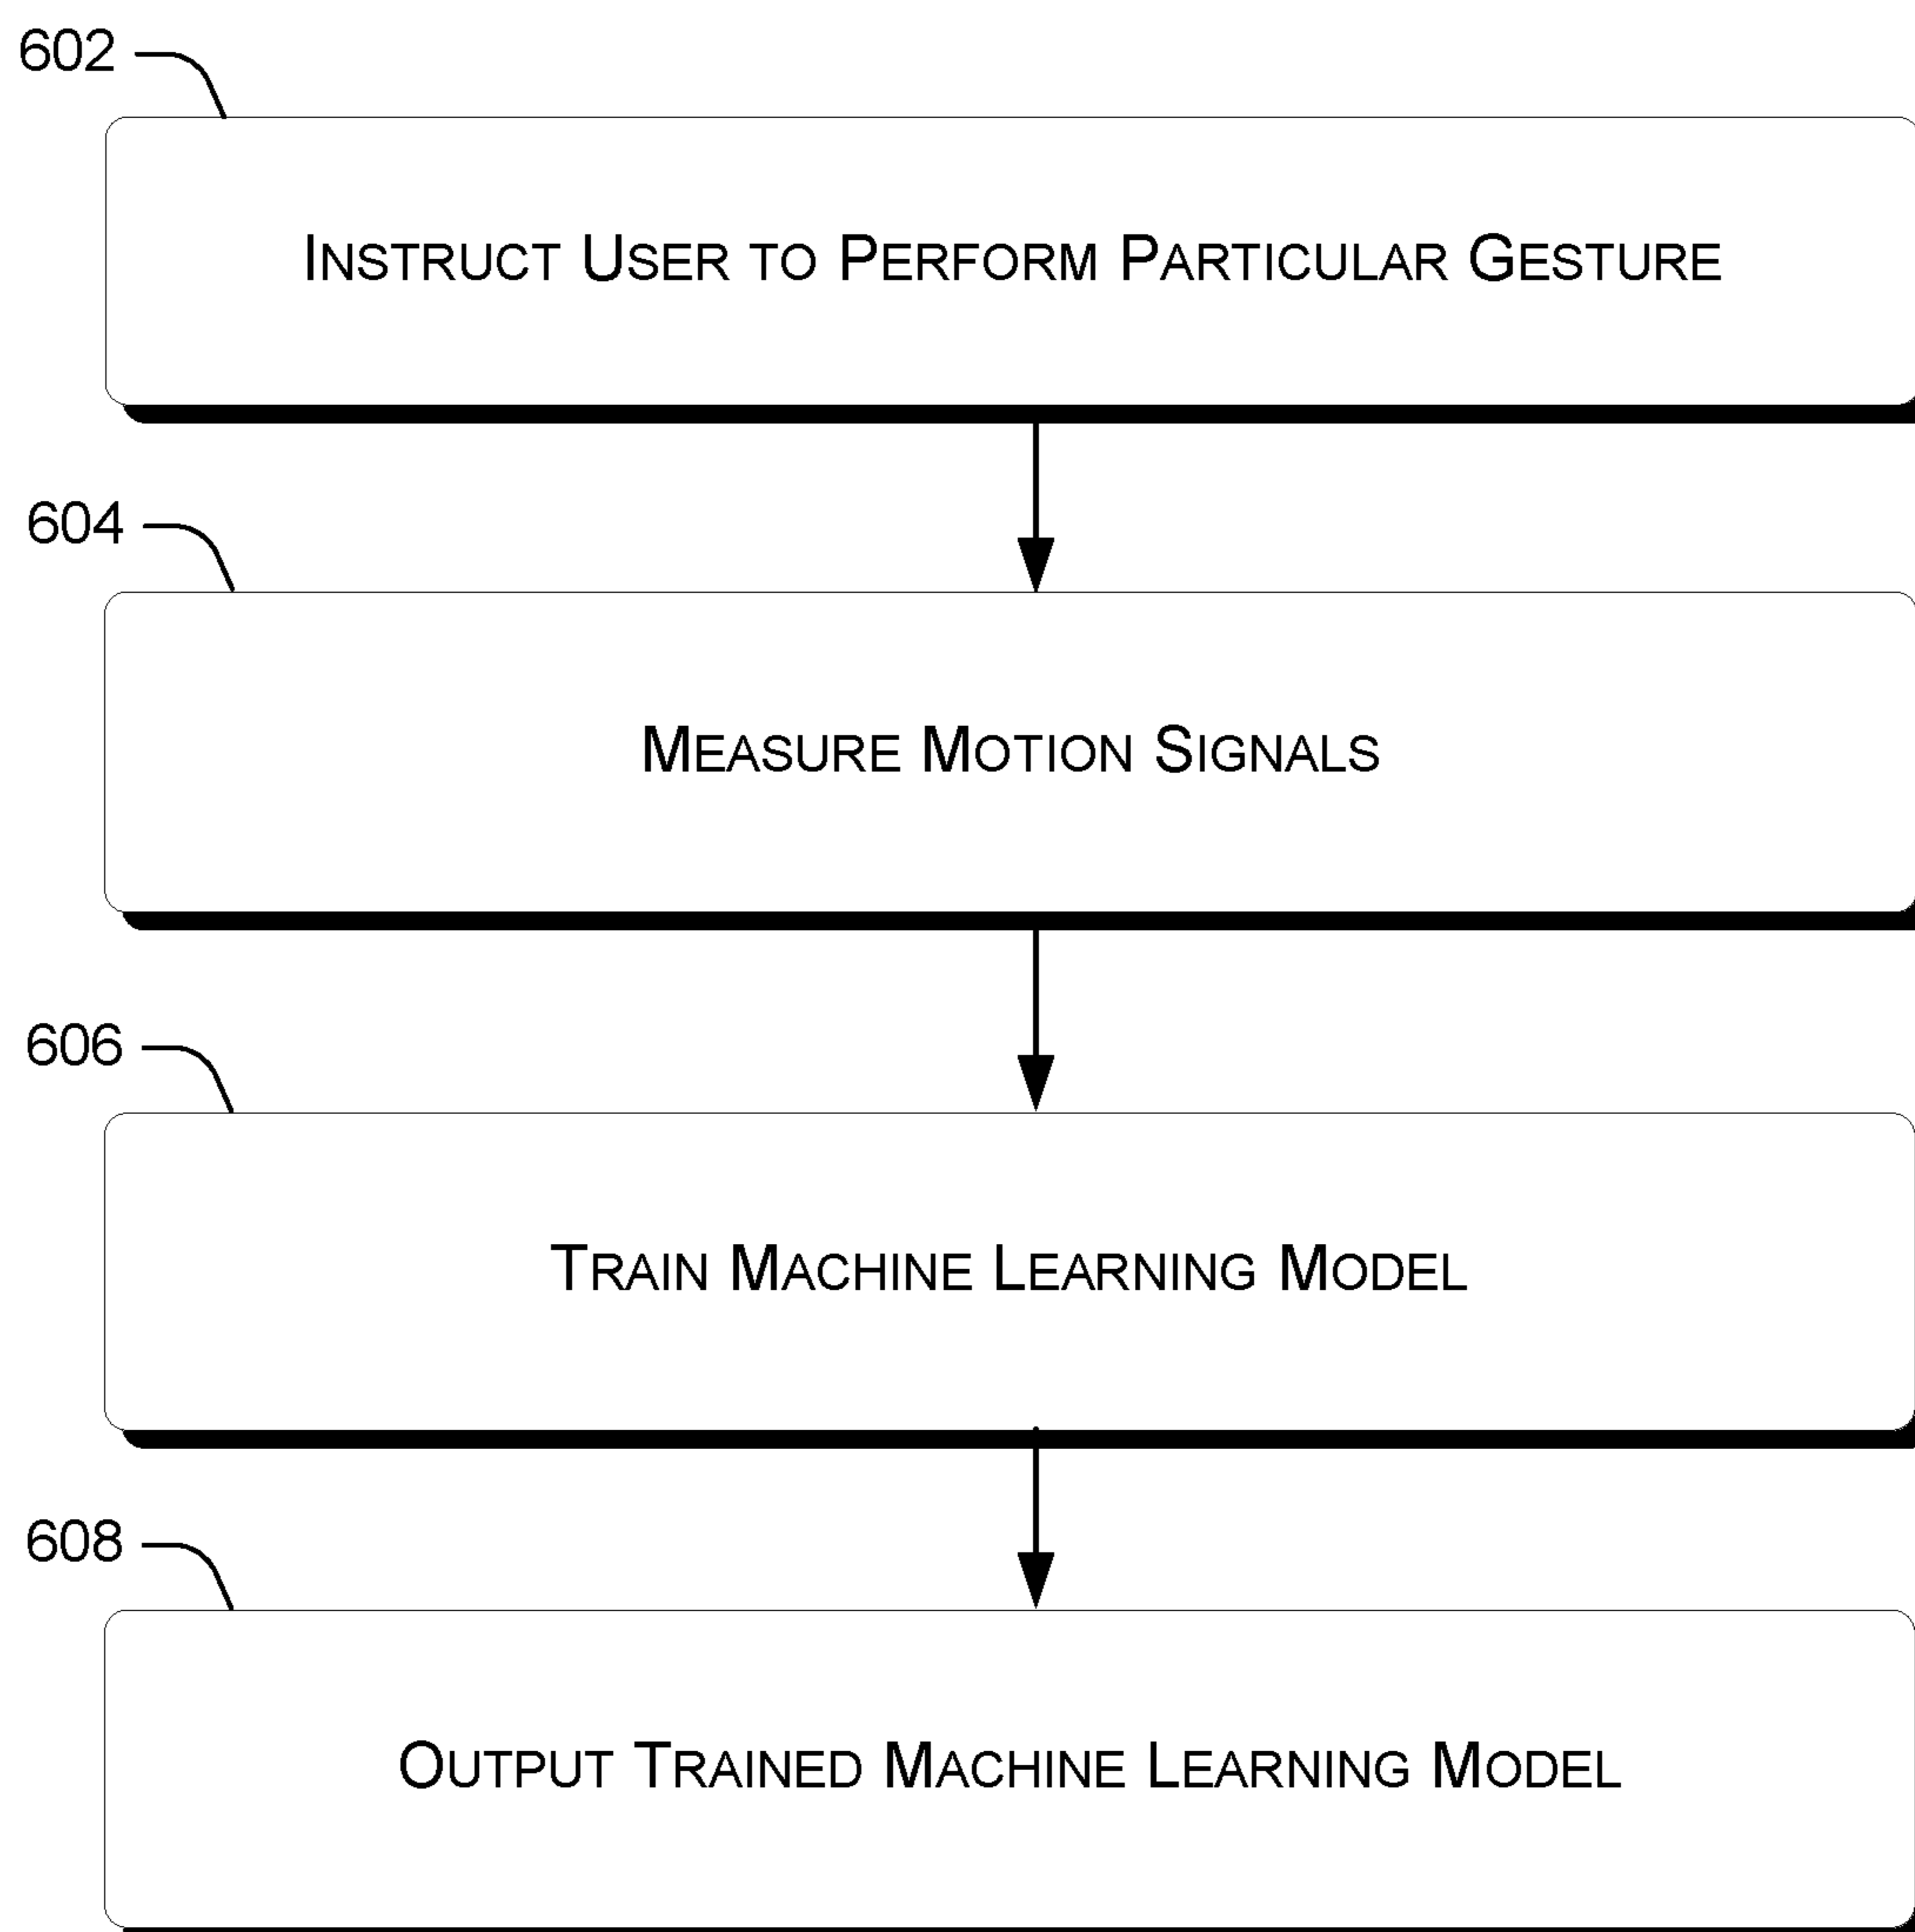 602
INSTRUCT USER TO PERFORM PARTICULAR GESTURE
604
MEASURE MOTION SIGNALS
606
TRAIN MACHINE LEARNING MODEL
608
OUTPUT TRAINED MACHINE LEARNING MODEL